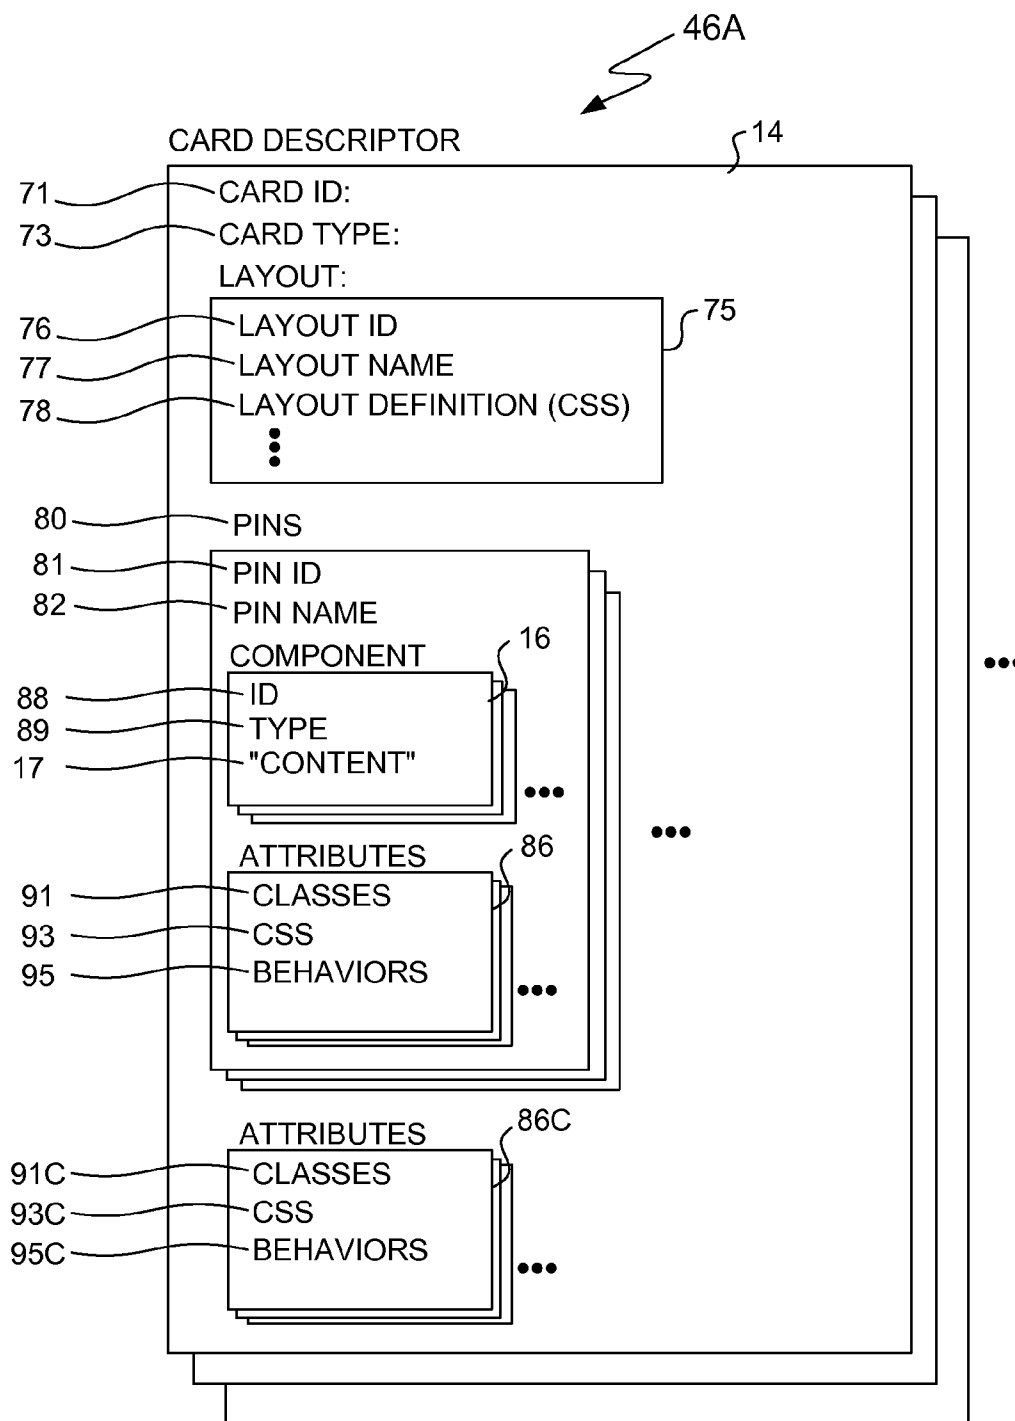 46A
CARD DESCRIPTOR
14
71 CARD ID:
73 CARD TYPE:
LAYOUT:
75
76 LAYOUT ID
77 LAYOUT NAME
78 LAYOUT DEFINITION (CSS)
80 PINS
81 PIN ID
82 PIN NAME
16
COMPONENT
88 ID
89 TYPE
17 "CONTENT"
86
ATTRIBUTES
91 CLASSES
93 CSS
95 BEHAVIORS
86C
ATTRIBUTES
91C CLASSES
93C CSS
95C BEHAVIORS